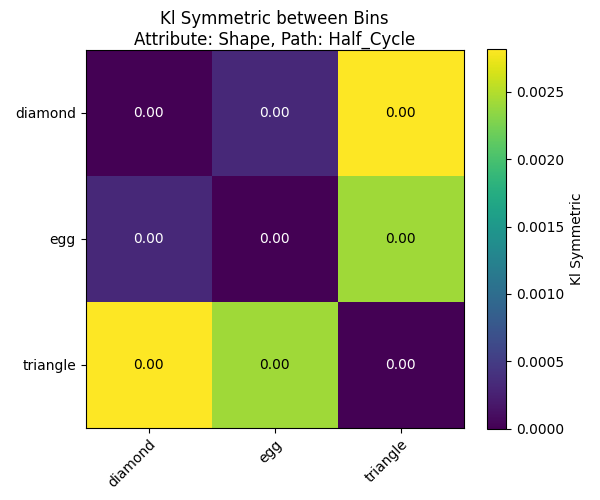 Kl Symmetric between Bins
Attribute: Shape, Path: Half_Cycle
diamond
0.00 0.00 0.00
egg
0.00 0.00 0.00
triangle
0.00 0.00 0.00
diamond
egg
triangle
0.0025
0.0020
0.0015
0.0010
0.0005
0.0000
Kl Symmetric